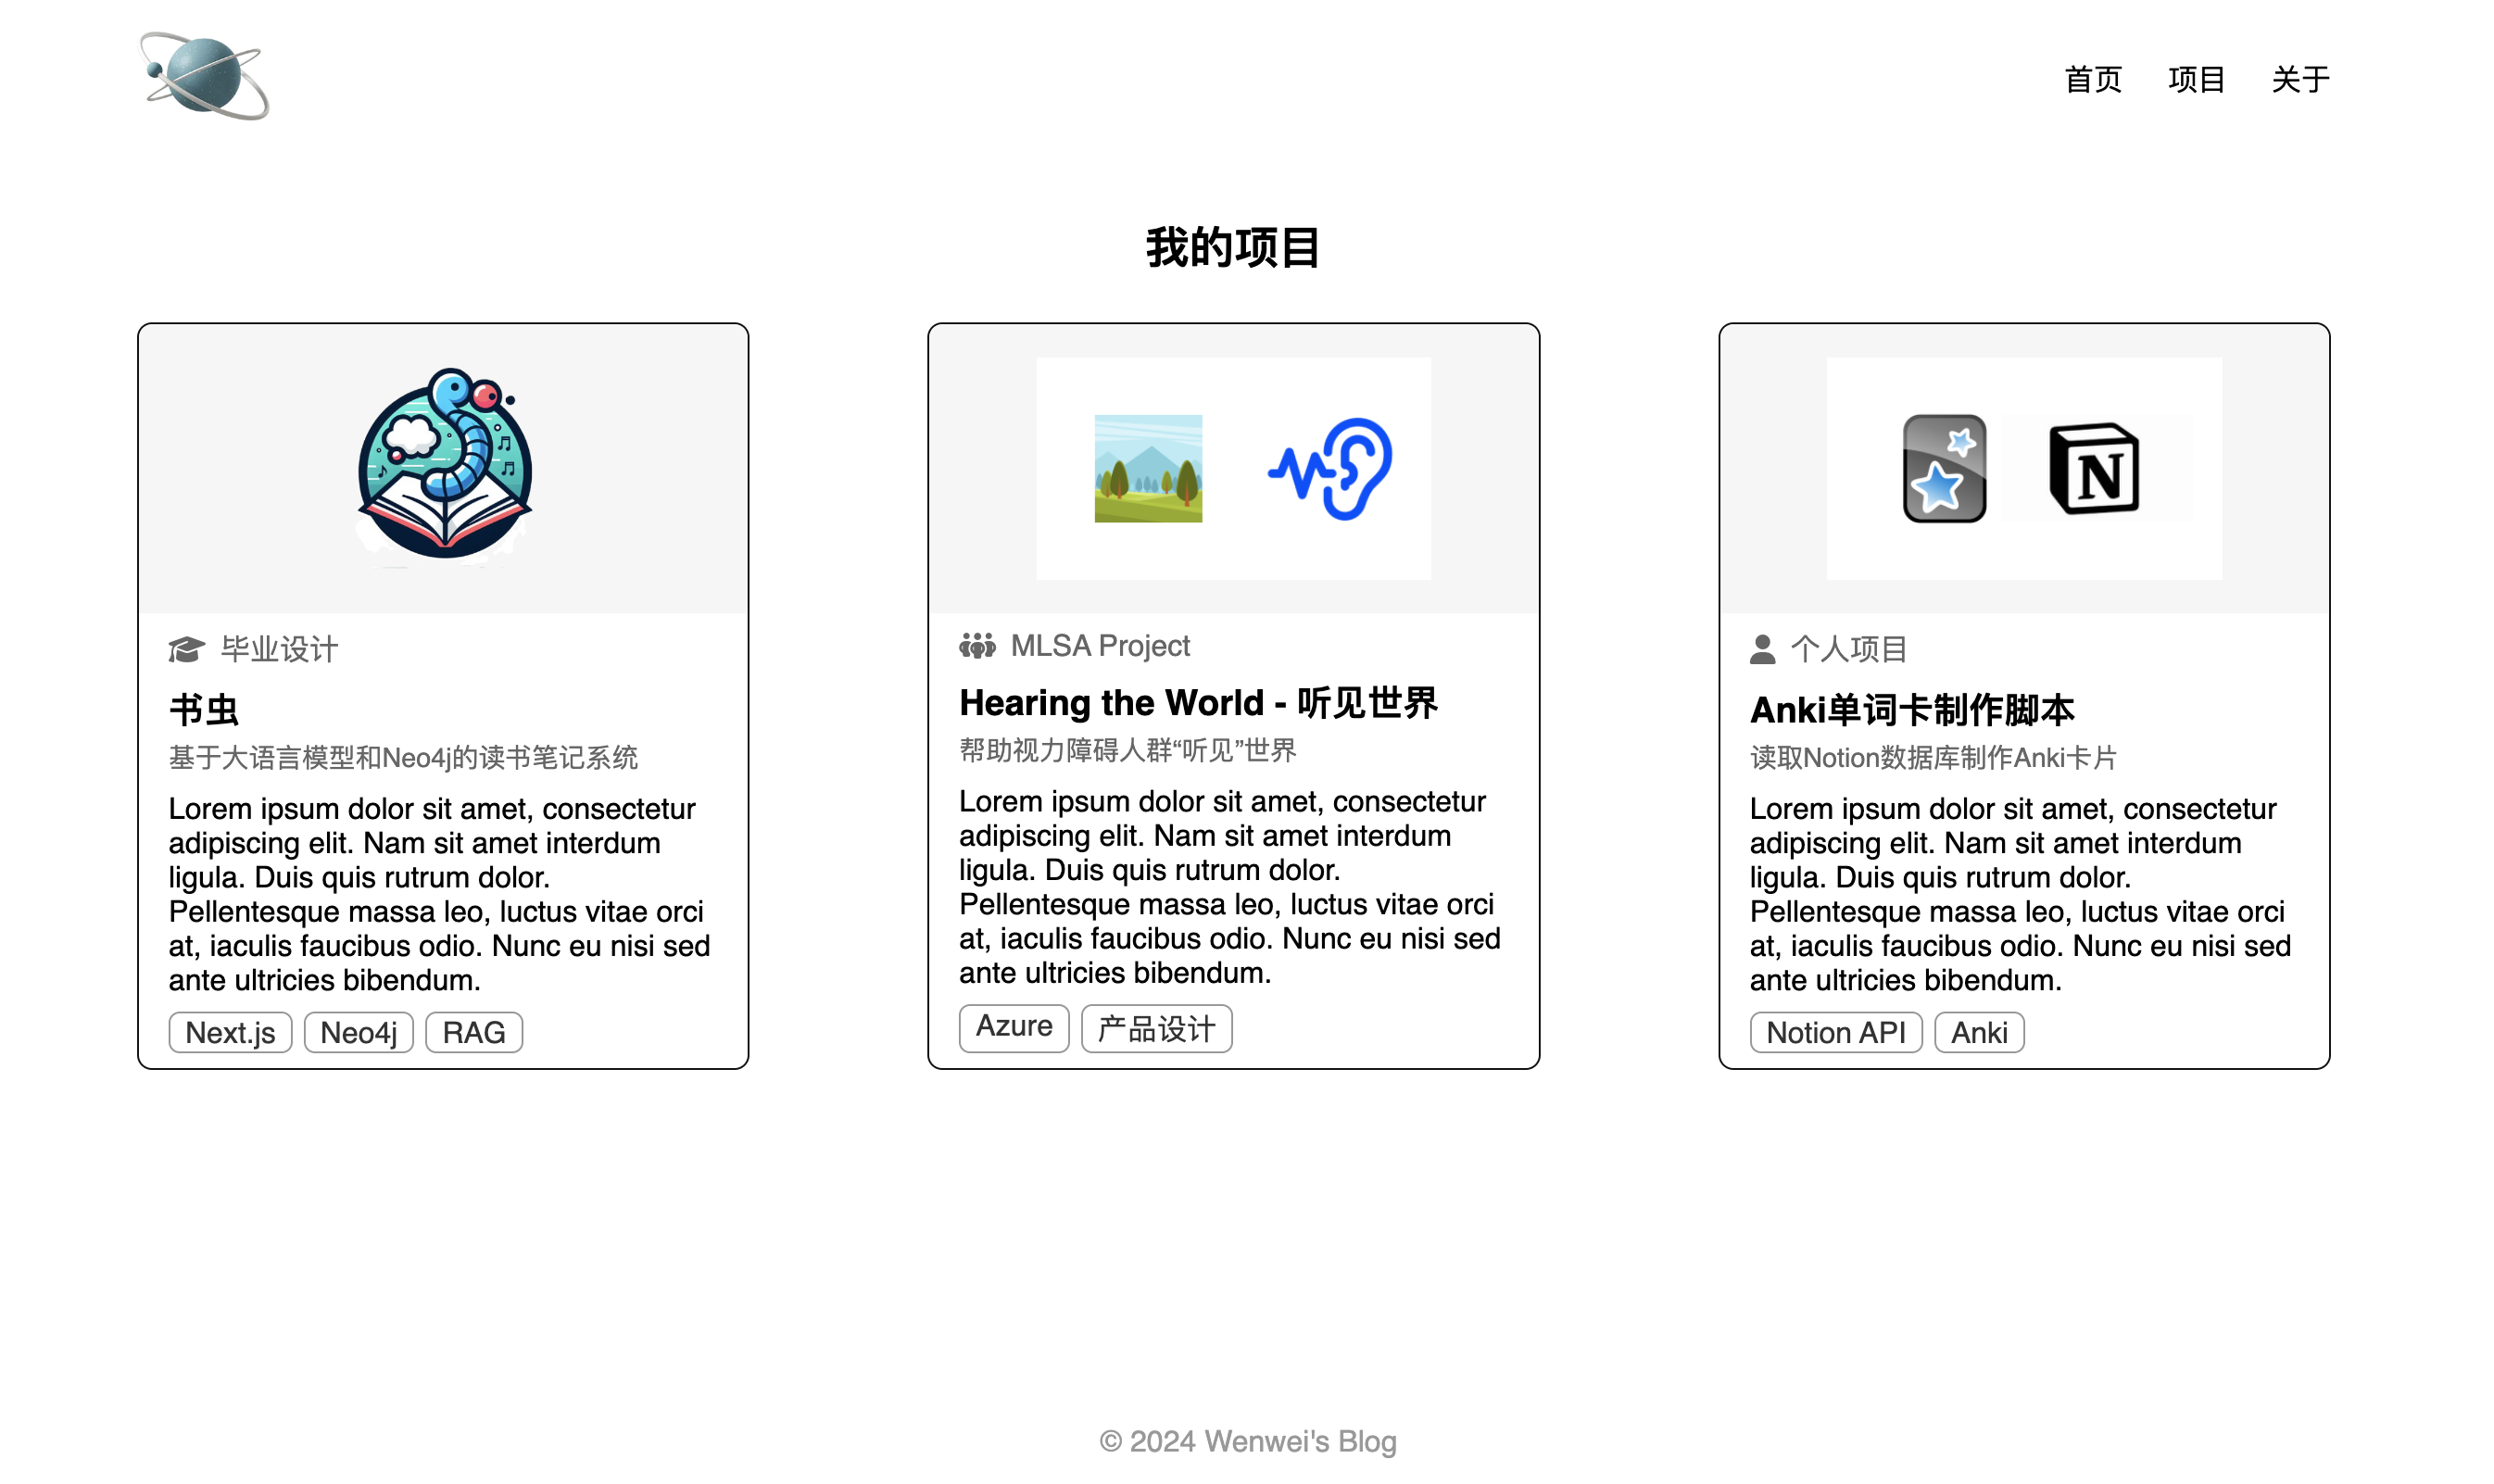 首页
项目
关于
我的项目
毕业设计
书虫
基于大语言模型和Neo4j的读书笔记系统
Lorem ipsum dolor sit amet, consectetur
adipiscing elit. Nam sit amet interdum
ligula. Duis quis rutrum dolor.
Pellentesque massa leo, luctus vitae orci
at, iaculis faucibus odio. Nunc eu nisi sed
ante ultricies bibendum.
Next.js
Neo4j
RAG
MLSA Project
Hearing the World - 听见世界
帮助视力障碍人群“听见”世界
Lorem ipsum dolor sit amet, consectetur
adipiscing elit. Nam sit amet interdum
ligula. Duis quis rutrum dolor.
Pellentesque massa leo, luctus vitae orci
at, iaculis faucibus odio. Nunc eu nisi sed
ante ultricies bibendum.
Azure
产品设计
N
个人项目
Anki单词卡制作脚本
读取Notion数据库制作Anki卡片
Lorem ipsum dolor sit amet, consectetur
adipiscing elit. Nam sit amet interdum
ligula. Duis quis rutrum dolor.
Pellentesque massa leo, luctus vitae orci
at, iaculis faucibus odio. Nunc eu nisi sed
ante ultricies bibendum.
Notion API
Anki
© 2024 Wenwei's Blog